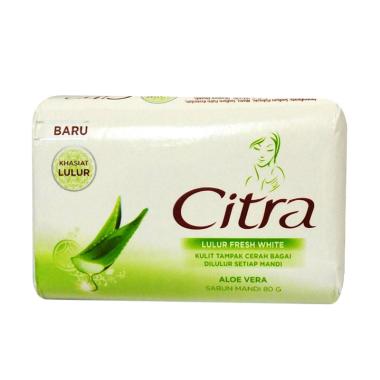 BARU
KHASIAT
LULUR
Citra
LULUR FRESH WHITE
KULIT TAMPAK CERAH BAGAI
DILULUR SETIAP MANDI
ALOE VERA
SABUN MANDI 80 G